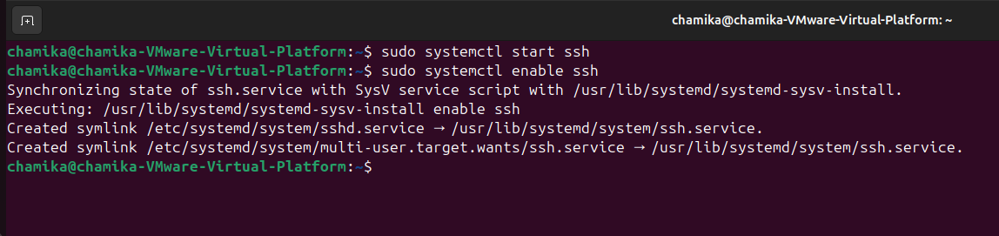 chamika@chamika-VMware-Virtual-Platform: ~
chamika@chamika-VMware-Virtual-Platform:~$ sudo systemctl start ssh
chamika@chamika-VMware-Virtual-Platform:~$ sudo systemctl enable ssh
Synchronizing state of ssh.service with SysV service script with /usr/lib/systemd/systemd-sysv-install.
Executing: /usr/lib/systemd/systemd-sysv-install enable ssh
Created symlink /etc/systemd/system/sshd.service → /usr/lib/systemd/system/ssh.service.
Created symlink /etc/systemd/system/multi-user.target.wants/ssh.service → /usr/lib/systemd/system/ssh.service.
chamika@chamika-VMware-Virtual-Platform:~$